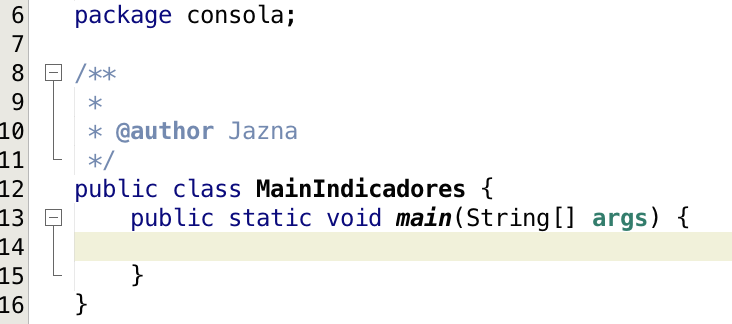 6 package consola;
7
8 /**
9  *
10  * @author Jazna
11  */
12 public class MainIndicadores {
13     public static void main(String[] args) {
14
15     }
16 }